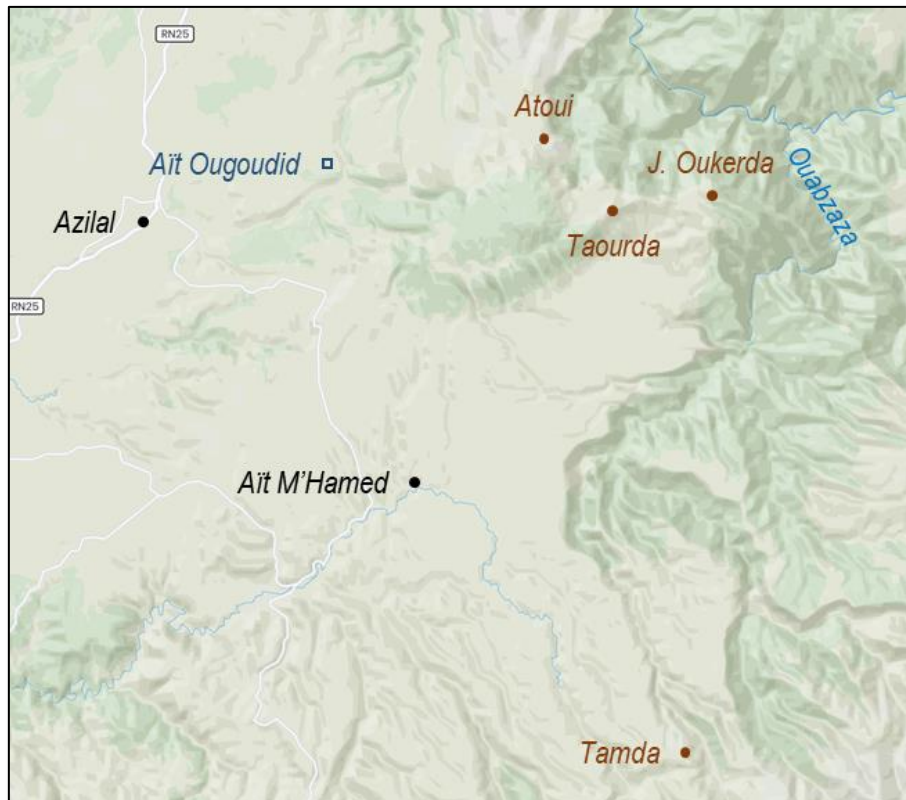 RN25
Atoui
Aït Ougoudid
J. Oukerda
Ouabzaza
Azilal
Taourda
RN25
Aït M'Hamed
Tamda